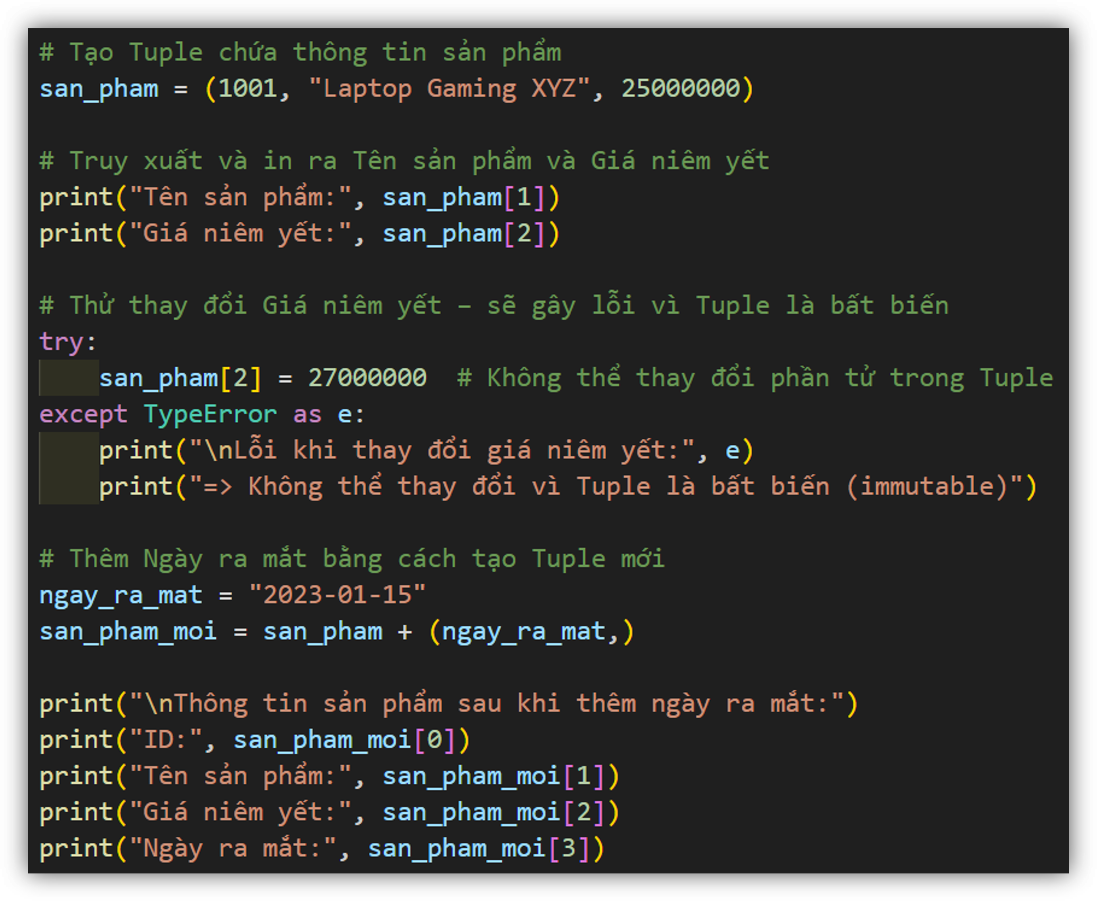 # Tạo Tuple chứa thông tin sản phẩm
san_pham = (1001, "Laptop Gaming XYZ", 25000000)
# Truy xuất và in ra Tên sản phẩm và Giá niêm yết
print("Tên sản phẩm:", san_pham[1])
print("Giá niêm yết:", san_pham[2])
# Thử thay đổi Giá niêm yết – sẽ gây lỗi vì Tuple là bất biến
try:
    san_pham[2] = 27000000  # Không thể thay đổi phần tử trong Tuple
except TypeError as e:
    print("\nLỗi khi thay đổi giá niêm yết:", e)
    print("=> Không thể thay đổi vì Tuple là bất biến (immutable)")
# Thêm Ngày ra mắt bằng cách tạo Tuple mới
ngay_ra_mat = "2023-01-15"
san_pham_moi = san_pham + (ngay_ra_mat,)
print("\nThông tin sản phẩm sau khi thêm ngày ra mắt:")
print("ID:", san_pham_moi[0])
print("Tên sản phẩm:", san_pham_moi[1])
print("Giá niêm yết:", san_pham_moi[2])
print("Ngày ra mắt:", san_pham_moi[3])